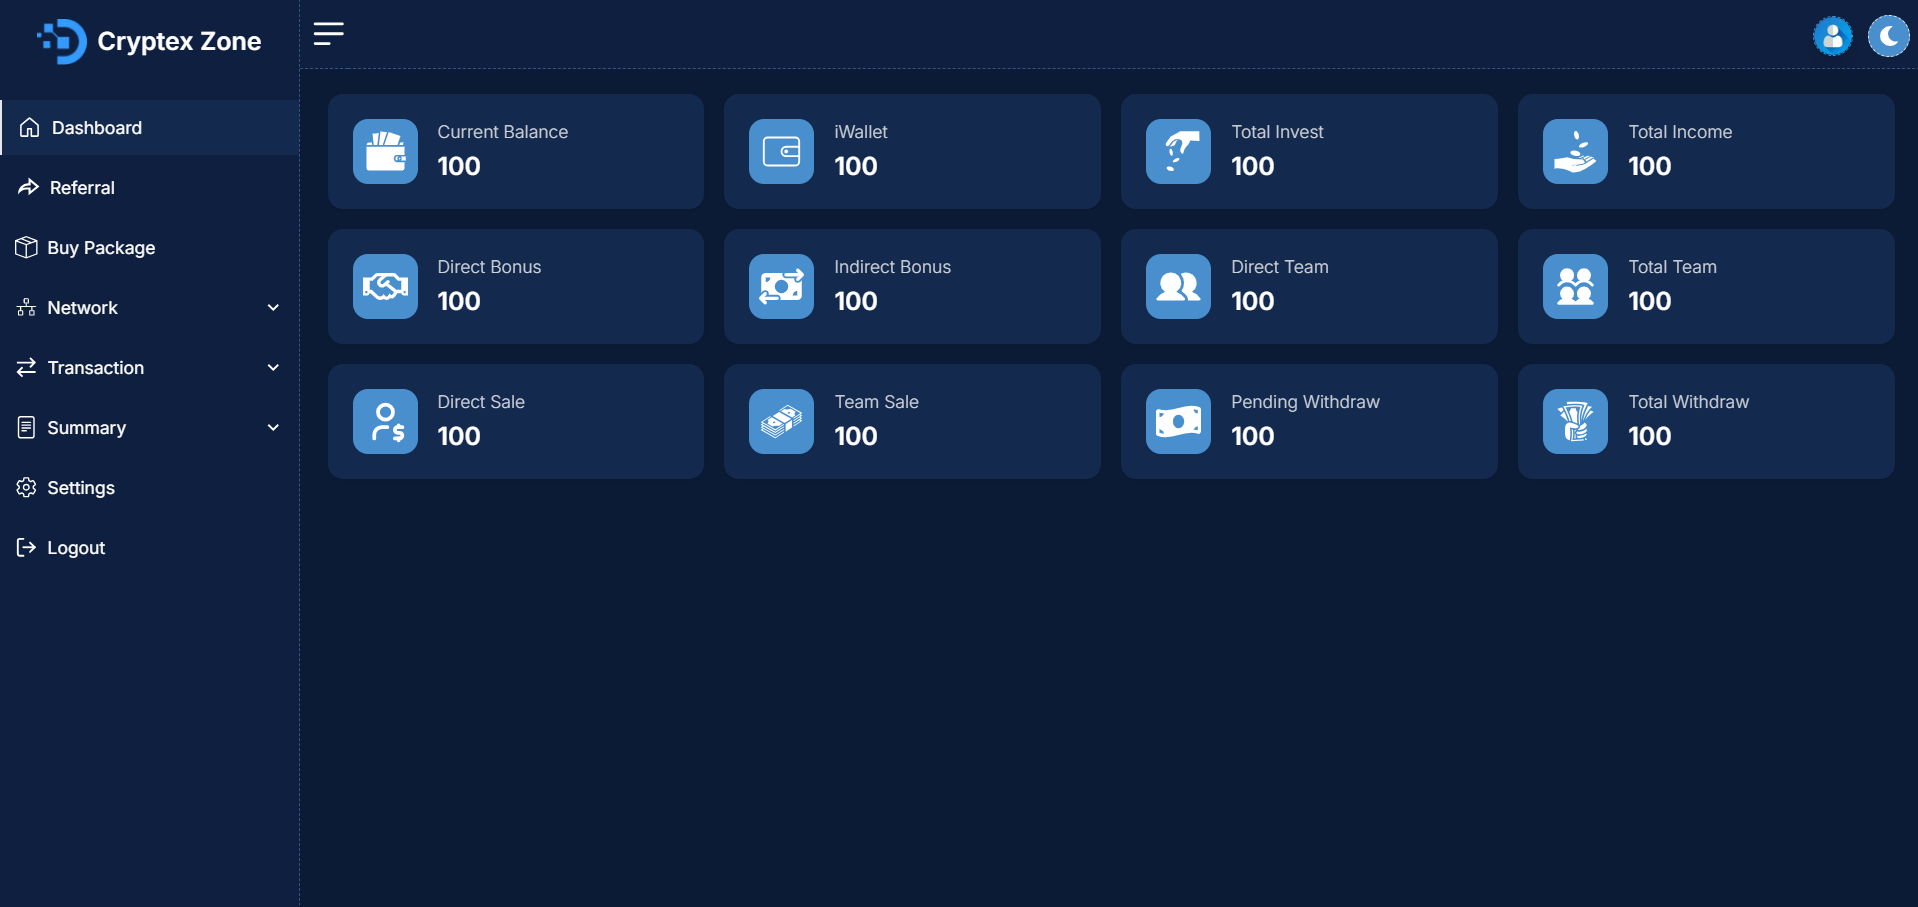 Cryptex Zone
Dashboard
Referral
Buy Package
Network
Transaction
Summary
Settings
Logout
Current Balance
100
iWallet
100
Total Invest
100
Total Income
100
Direct Bonus
100
Indirect Bonus
100
Direct Team
100
Total Team
100
Direct Sale
100
Team Sale
100
Pending Withdraw
100
Total Withdraw
100